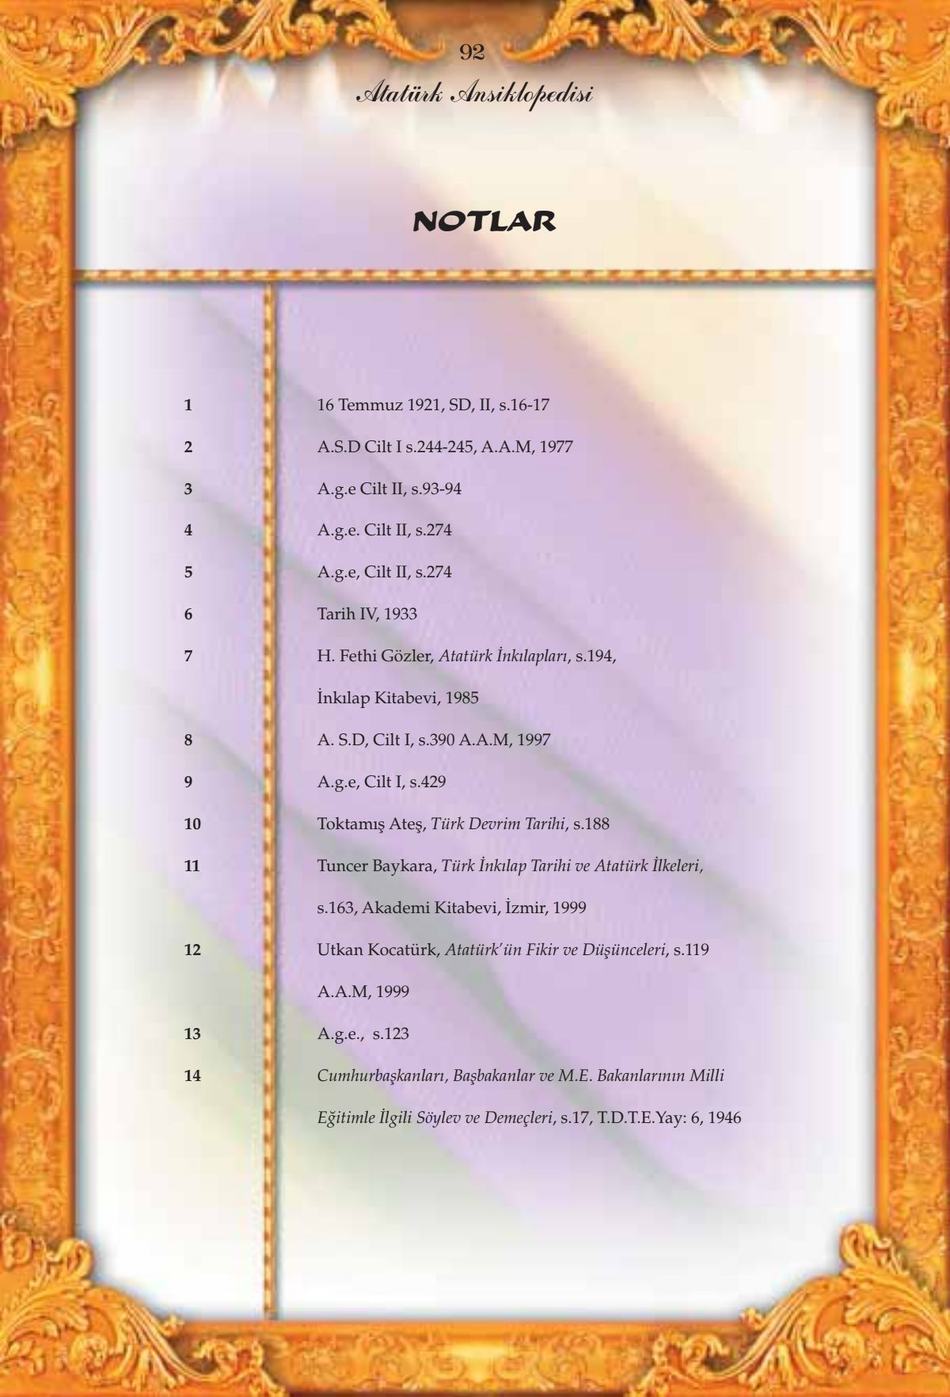 92
Atatürk Ansiklopedisi
NOTLAR
1 16 Temmuz 1921, SD, II, s.16-17
2 A.S.D Cilt I s.244-245, A.A.M, 1977
3 A.g.e Cilt II, s.93-94
4 A.g.e. Cilt II, s.274
5 A.g.e, Cilt II, s.274
6 Tarih IV, 1933
7 H. Fethi Gözler, Atatürk İnkılapları, s.194,
İnkılap Kitabevi, 1985
8 A. S.D, Cilt I, s.390 A.A.M, 1997
9 A.g.e, Cilt I, s.429
10 Toktamış Ateş, Türk Devrim Tarihi, s.188
11 Tuncer Baykara, Türk İnkılap Tarihi ve Atatürk İlkeleri,
s.163, Akademi Kitabevi, İzmir, 1999
12 Utkan Kocatürk, Atatürk'ün Fikir ve Düşünceleri, s.119
A.A.M, 1999
13 A.g.e., s.123
14 Cumhurbaşkanları, Başbakanlar ve M.E. Bakanlarının Milli
Eğitimle İlgili Söylev ve Demeçleri, s.17, T.D.T.E.Yay: 6, 1946